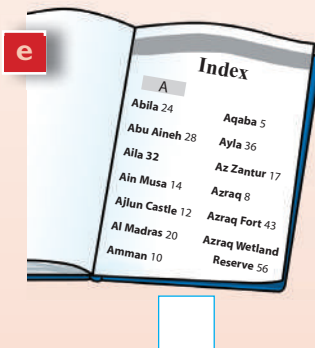 e
Index
A
Abila 24
Abu Aineh 28
Aila 32
Ain Musa 14
Ajlun Castle 12
Al Madras 20
Amman 10
Aqaba 5
Ayla 36
Az Zantur 17
Azraq 8
Azraq Fort 43
Azraq Wetland
Reserve 56